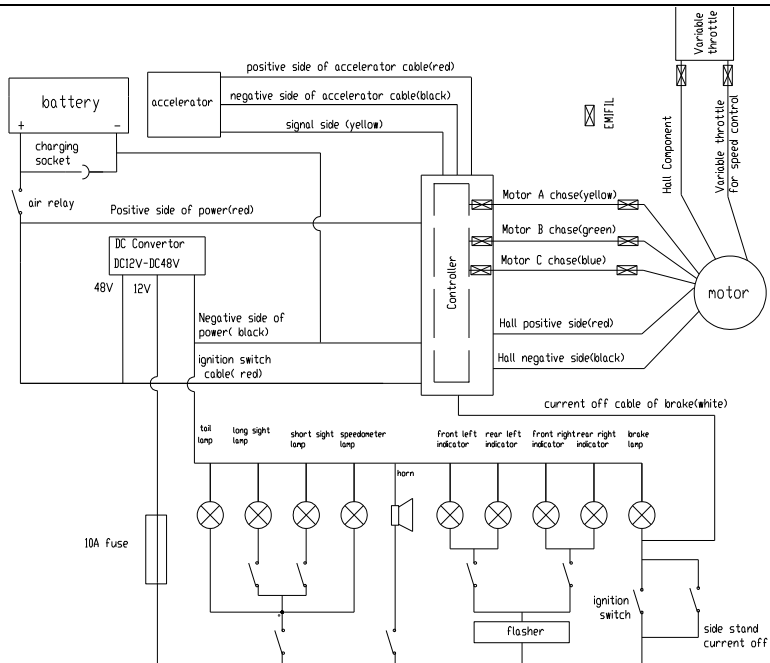 Variable
throttle
positive side of accelerator cable(red)
battery
accelerator
negative side of accelerator cable(black)
+ -
signal side (yellow)
EMIFIL
Hall Component
Variable throttle
for speed control
charging
socket
air relay
Positive side of power(red)
Motor A chase(yellow)
Motor B chase(green)
Motor C chase(blue)
Controller
motor
DC Convertor
DC12V-DC48V
48V 12V
Negative side of
power( black)
Hall positive side(red)
ignition switch
cable( red)
Hall negative side(black)
current off cable of brake(white)
tail
lamp
long sight
lamp
short sight
lamp
speedometer
lamp
horn
front left
indicator
rear left
indicator
front right
indicator
rear right
indicator
brake
lamp
10A fuse
ignition
switch
flasher
side stand
current off